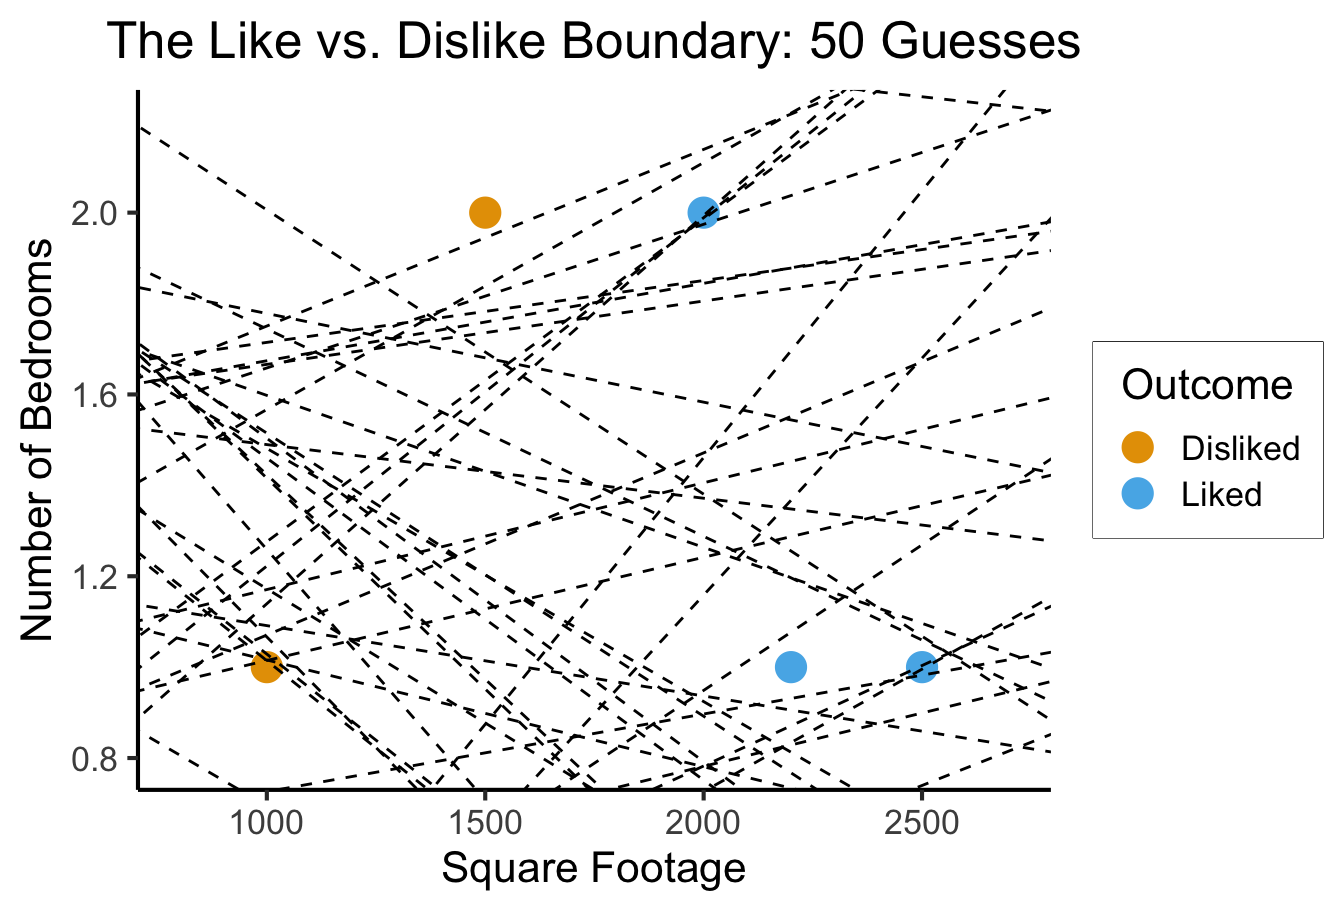 The Like vs. Dislike Boundary: 50 Guesses
Number of Bedrooms
2.0
1.6
1.2
0.8
1000
1500
2000
2500
Square Footage
Outcome
Disliked
Liked